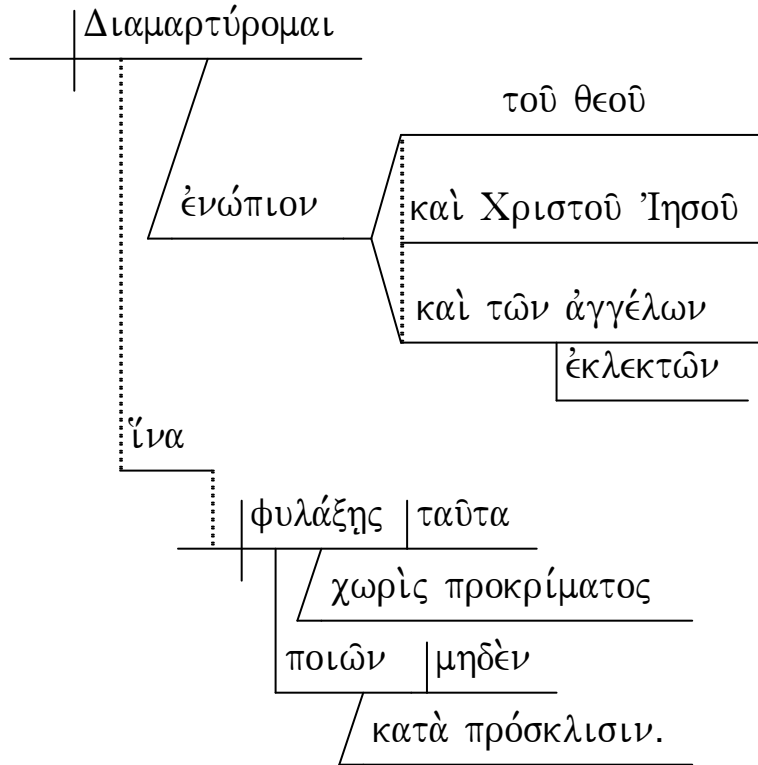 Διαμαρτύρομαι
τοῦ θεοῦ
ἐνώπιον
καὶ Χριστοῦ Ἰησοῦ
καὶ τῶν ἀγγέλων
ἐκλεκτῶν
ἵνα
φυλάξῃς ταῦτα
χωρὶς προκρίματος
ποιῶν μηδὲν
κατὰ πρόσκλισιν.